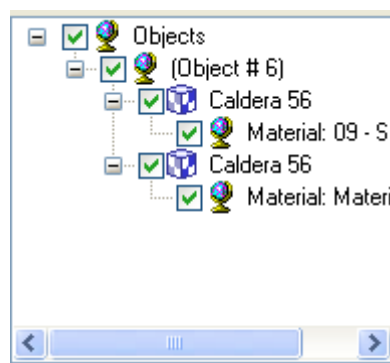 Objects
(Object # 6)
Caldera 56
Material: 09 - S
Caldera 56
Material: Materi